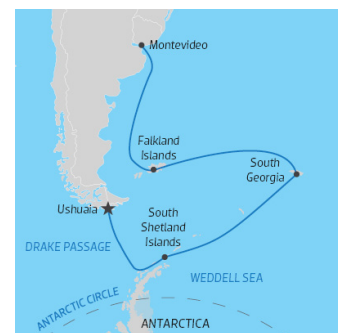 Montevideo
Falkland
Islands
South
Georgia
Ushuaia
South
Shetland
Islands
DRAKE PASSAGE
WEDDELL SEA
ANTARCTIC CIRCLE
ANTARCTICA